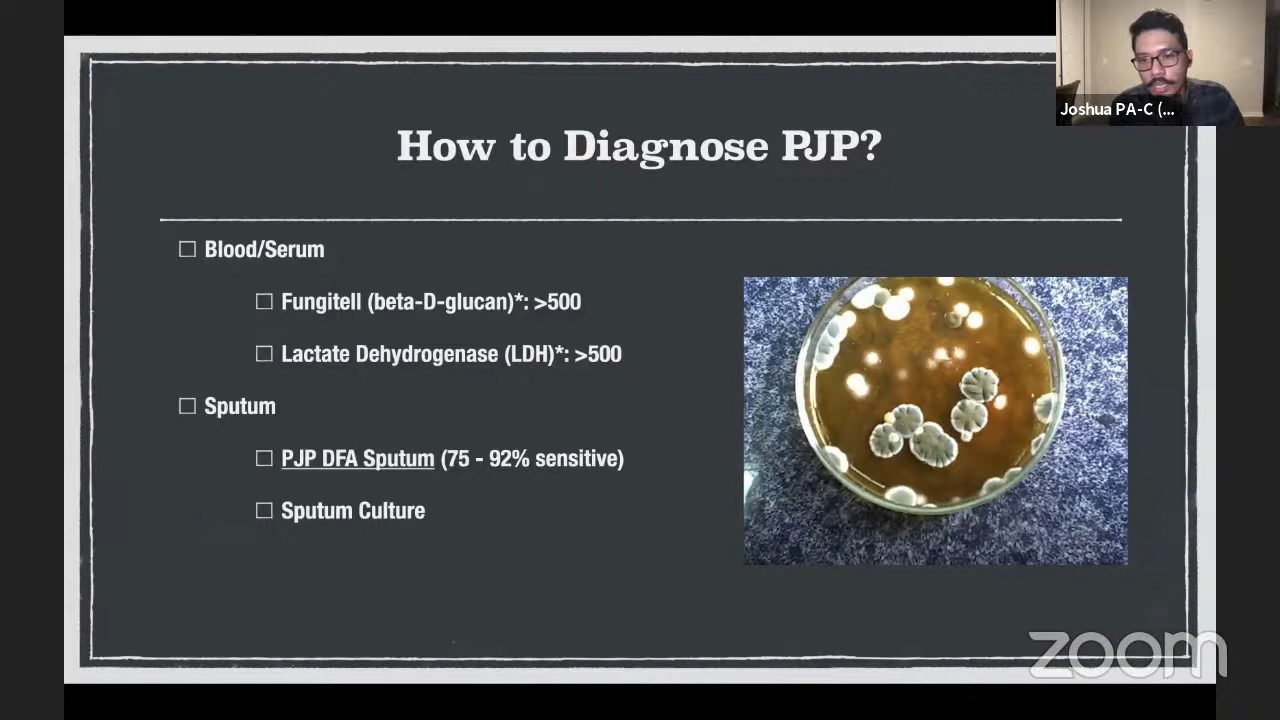 Joshua PA-C (...
How to Diagnose PJP?
Blood/Serum
Fungitell (beta-D-glucan)*: >500
Lactate Dehydrogenase (LDH)*: >500
Sputum
PJP DFA Sputum (75 - 92% sensitive)
Sputum Culture
zoom